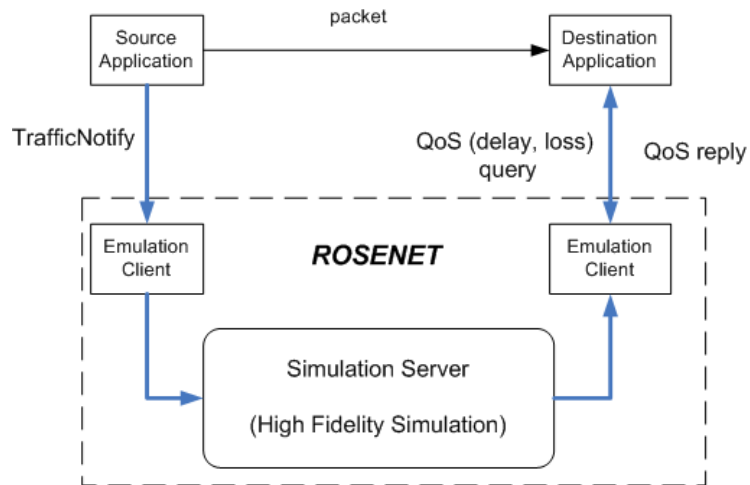 packet
Source
Application
Destination
Application
TrafficNotify
QoS (delay, loss)
query
QoS reply
Emulation
Client
ROSENET
Emulation
Client
Simulation Server
(High Fidelity Simulation)